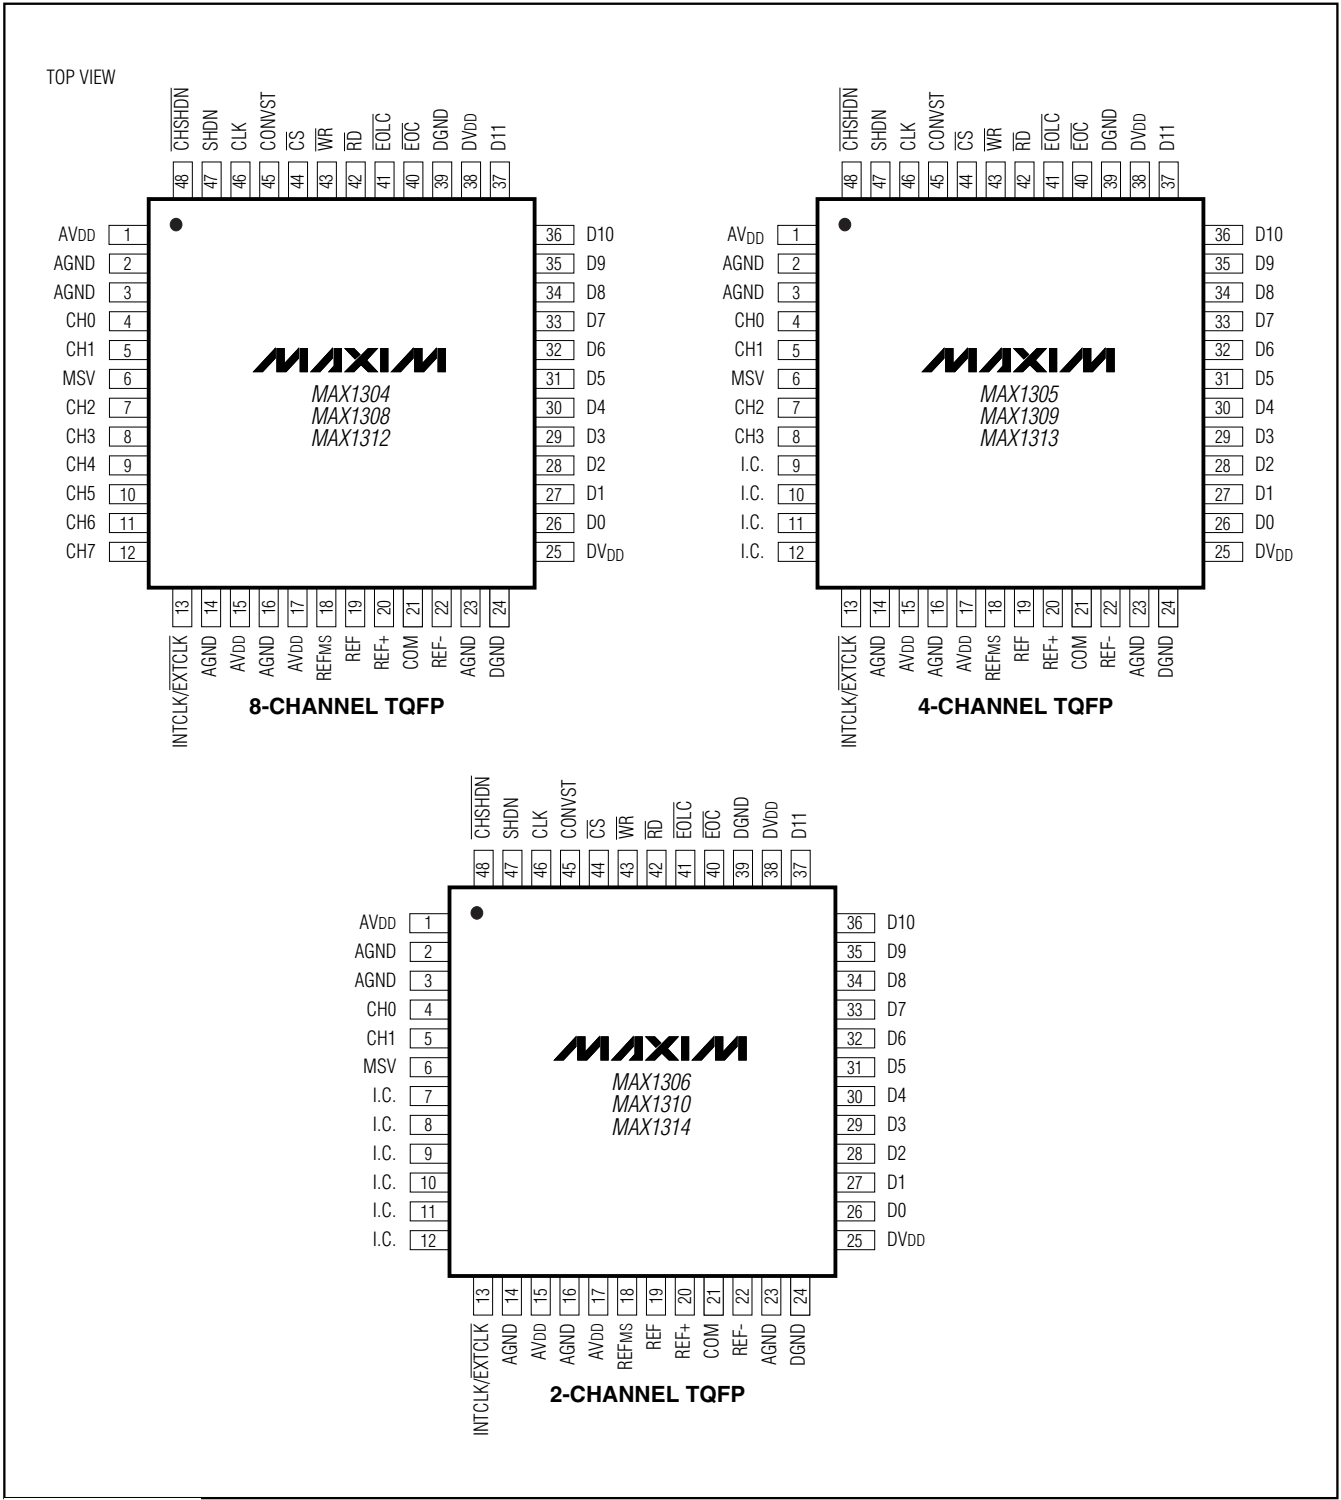 TOP VIEW
CHSHDN SHDN CLK CONVST CS WR RD EOLC EOC DGND DVDD D11
48 47 46 45 44 43 42 41 40 39 38 37
AVDD 1 36 D10
AGND 2 35 D9
AGND 3 34 D8
CH0 4 33 D7
CH1 5 32 D6
MSV 6 31 D5
CH2 7 30 D4
CH3 8 29 D3
CH4 9 28 D2
CH5 10 27 D1
CH6 11 26 D0
CH7 12 25 DVDD
MAXIM
MAX1304
MAX1308
MAX1312
13 14 15 16 17 18 19 20 21 22 23 24
INTCLK/EXTCLK AGND AVDD AGND AVDD REFMS REF REF+ COM REF- AGND DGND
8-CHANNEL TQFP
CHSHDN SHDN CLK CONVST CS WR RD EOLC EOC DGND DVDD D11
48 47 46 45 44 43 42 41 40 39 38 37
AVDD 1 36 D10
AGND 2 35 D9
AGND 3 34 D8
CH0 4 33 D7
CH1 5 32 D6
MSV 6 31 D5
CH2 7 30 D4
CH3 8 29 D3
I.C. 9 28 D2
I.C. 10 27 D1
I.C. 11 26 D0
I.C. 12 25 DVDD
MAXIM
MAX1305
MAX1309
MAX1313
13 14 15 16 17 18 19 20 21 22 23 24
INTCLK/EXTCLK AGND AVDD AGND AVDD REFMS REF REF+ COM REF- AGND DGND
4-CHANNEL TQFP
CHSHDN SHDN CLK CONVST CS WR RD EOLC EOC DGND DVDD D11
48 47 46 45 44 43 42 41 40 39 38 37
AVDD 1 36 D10
AGND 2 35 D9
AGND 3 34 D8
CH0 4 33 D7
CH1 5 32 D6
MSV 6 31 D5
I.C. 7 30 D4
I.C. 8 29 D3
I.C. 9 28 D2
I.C. 10 27 D1
I.C. 11 26 D0
I.C. 12 25 DVDD
MAXIM
MAX1306
MAX1310
MAX1314
13 14 15 16 17 18 19 20 21 22 23 24
INTCLK/EXTCLK AGND AVDD AGND AVDD REFMS REF REF+ COM REF- AGND DGND
2-CHANNEL TQFP